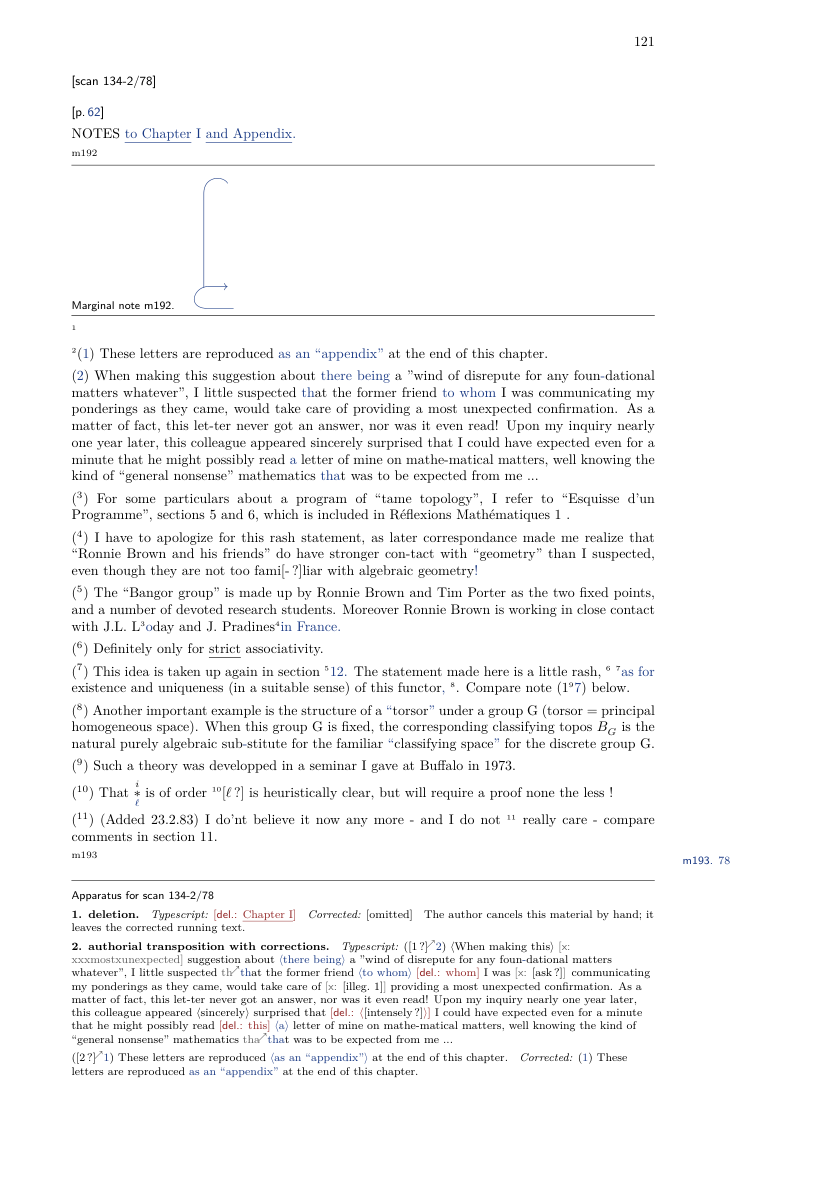 121
[scan 134-2/78]
[p. 62]
NOTES to Chapter I and Appendix.
m192
Marginal note m192.
1
2(1) These letters are reproduced as an “appendix” at the end of this chapter.
(2) When making this suggestion about there being a ”wind of disrepute for any foun-dational
matters whatever”, I little suspected that the former friend to whom I was communicating my
ponderings as they came, would take care of providing a most unexpected confirmation. As a
matter of fact, this let-ter never got an answer, nor was it even read! Upon my inquiry nearly
one year later, this colleague appeared sincerely surprised that I could have expected even for a
minute that he might possibly read a letter of mine on mathe-matical matters, well knowing the
kind of “general nonsense” mathematics that was to be expected from me ...
(3) For some particulars about a program of “tame topology”, I refer to “Esquisse d’un
Programme”, sections 5 and 6, which is included in Réflexions Mathématiques 1 .
(4) I have to apologize for this rash statement, as later correspondance made me realize that
“Ronnie Brown and his friends” do have stronger con-tact with “geometry” than I suspected,
even though they are not too fami[- ?]liar with algebraic geometry!
(5) The “Bangor group” is made up by Ronnie Brown and Tim Porter as the two fixed points,
and a number of devoted research students. Moreover Ronnie Brown is working in close contact
with J.L. L3oday and J. Pradines4in France.
(6) Definitely only for strict associativity.
(7) This idea is taken up again in section 512. The statement made here is a little rash, 6 7as for
existence and uniqueness (in a suitable sense) of this functor, 8. Compare note (197) below.
(8) Another important example is the structure of a “torsor” under a group G (torsor = principal
homogeneous space). When this group G is fixed, the corresponding classifying topos B_G is the
natural purely algebraic sub-stitute for the familiar “classifying space” for the discrete group G.
(9) Such a theory was developped in a seminar I gave at Buffalo in 1973.
(10) That i * ℓ is of order 10[ℓ ?] is heuristically clear, but will require a proof none the less !
(11) (Added 23.2.83) I do’nt believe it now any more - and I do not 11 really care - compare
comments in section 11.
m193
m193. 78
Apparatus for scan 134-2/78
1. deletion. Typescript: [del.: Chapter I] Corrected: [omitted] The author cancels this material by hand; it
leaves the corrected running text.
2. authorial transposition with corrections. Typescript: ([1 ?]↗2) ⟨When making this⟩ [x:
xxxmostxunexpected] suggestion about ⟨there being⟩ a ”wind of disrepute for any foun-dational matters
whatever”, I little suspected th↗that the former friend ⟨to whom⟩ [del.: whom] I was [x: [ask ?]] communicating
my ponderings as they came, would take care of [x: [illeg. 1]] providing a most unexpected confirmation. As a
matter of fact, this let-ter never got an answer, nor was it even read! Upon my inquiry nearly one year later,
this colleague appeared ⟨sincerely⟩ surprised that [del.: ⟨[intensely ?]⟩] I could have expected even for a minute
that he might possibly read [del.: this] ⟨a⟩ letter of mine on mathe-matical matters, well knowing the kind of
“general nonsense” mathematics tha↗that was to be expected from me ...
([2 ?]↗1) These letters are reproduced ⟨as an “appendix”⟩ at the end of this chapter. Corrected: (1) These
letters are reproduced as an “appendix” at the end of this chapter.